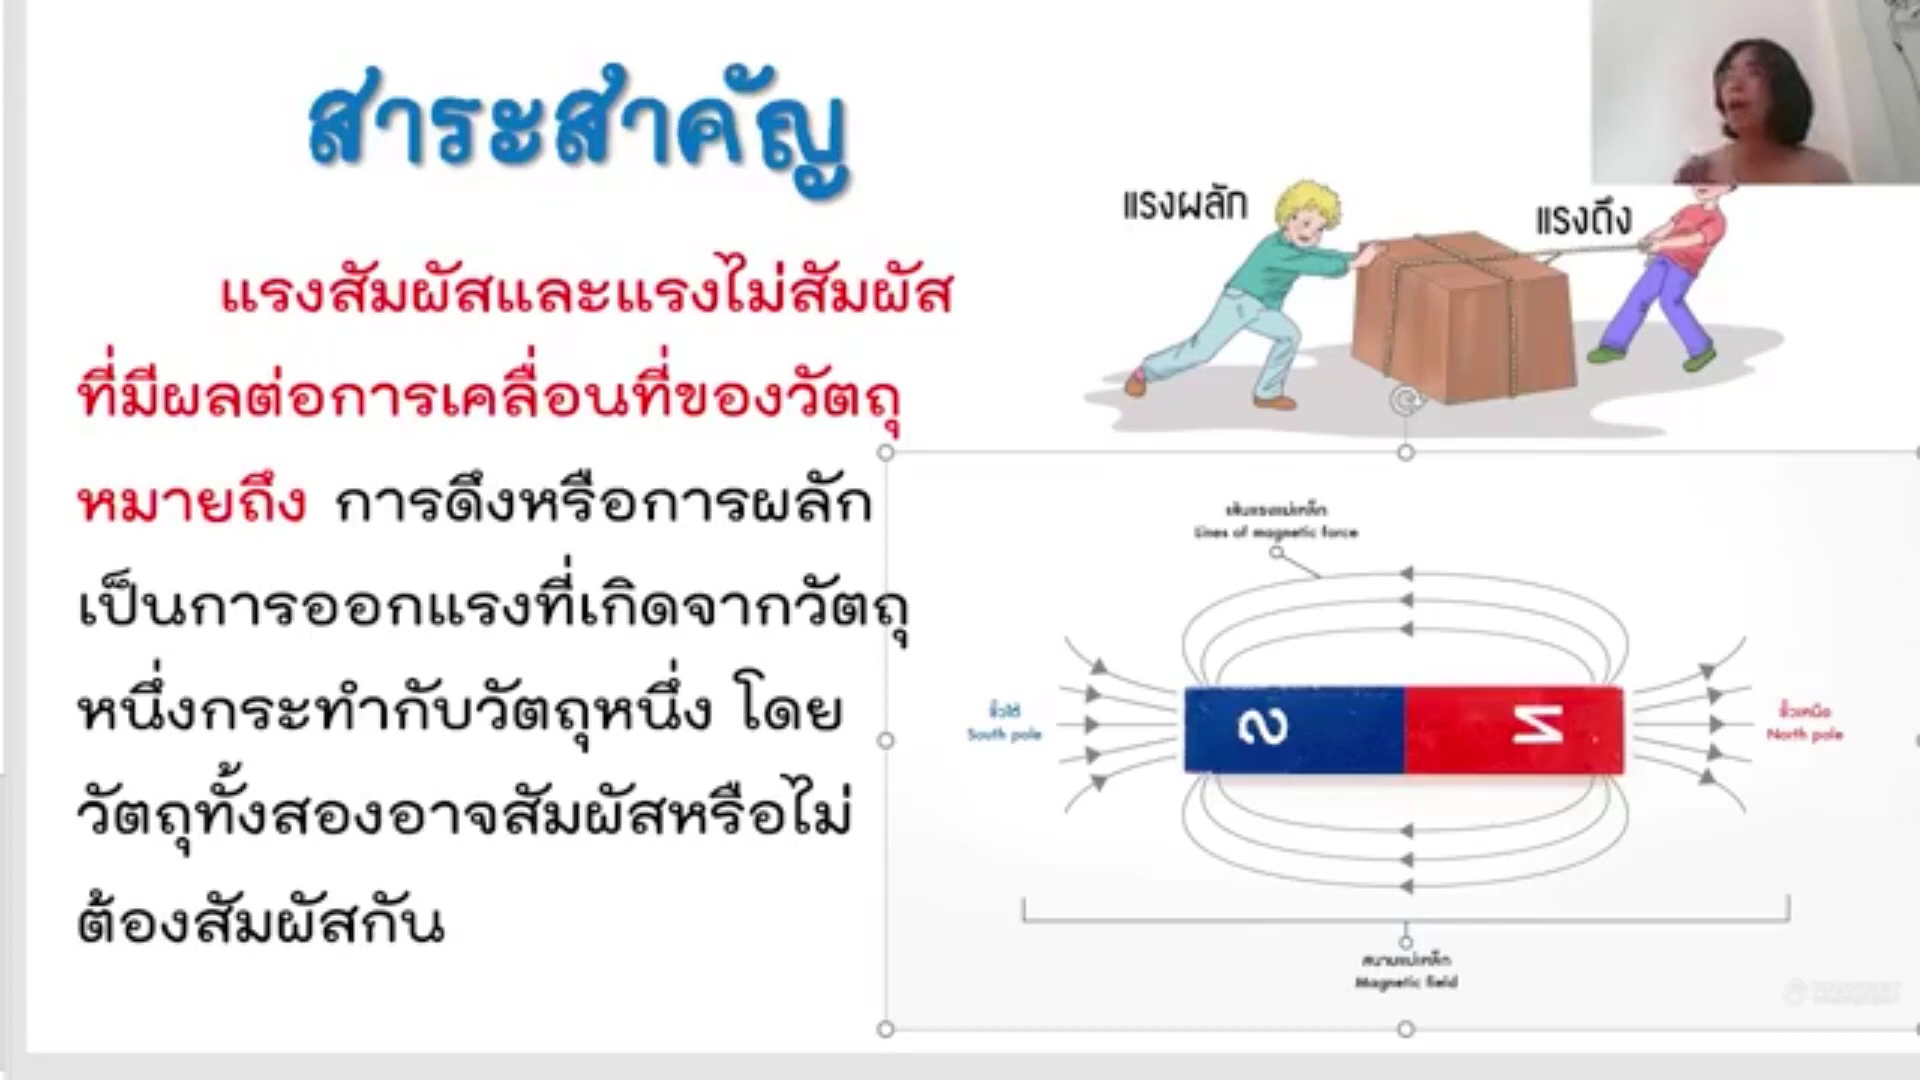 สาระสำคัญ
แรงสัมผัสและแรงไม่สัมผัส
ที่มีผลต่อการเคลื่อนที่ของวัตถุ
หมายถึง การดึงหรือการผลัก
เป็นการออกแรงที่เกิดจากวัตถุ
หนึ่งกระทำกับวัตถุหนึ่ง โดย
วัตถุทั้งสองอาจสัมผัสหรือไม่
ต้องสัมผัสกัน
แรงผลัก
แรงดึง
เส้นแรงแม่เหล็ก
Lines of magnetic force
ขั้วใต้
South pole
S
N
ขั้วเหนือ
North pole
สนามแม่เหล็ก
Magnetic field